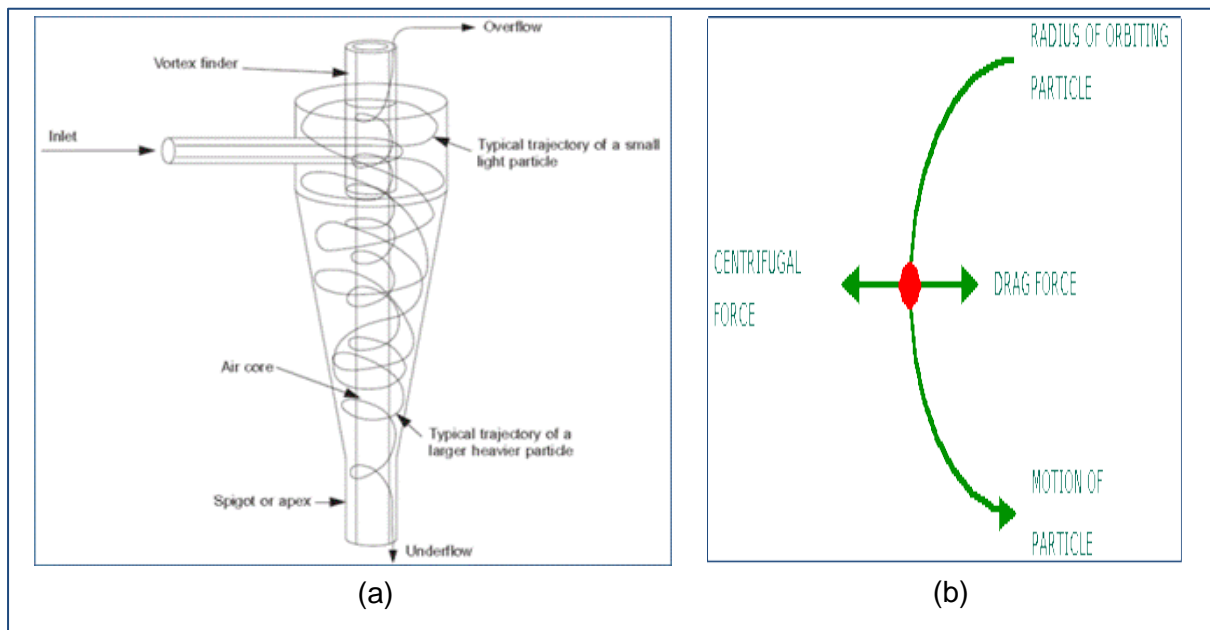 Overflow
Vortex finder
Inlet
Typical trajectory of a small
light particle
Air core
Typical trajectory of a
larger heavier particle
Spigot or apex
Underflow
(a)
RADIUS OF ORBITING
PARTICLE
CENTRIFUGAL
FORCE
DRAG FORCE
MOTION OF
PARTICLE
(b)